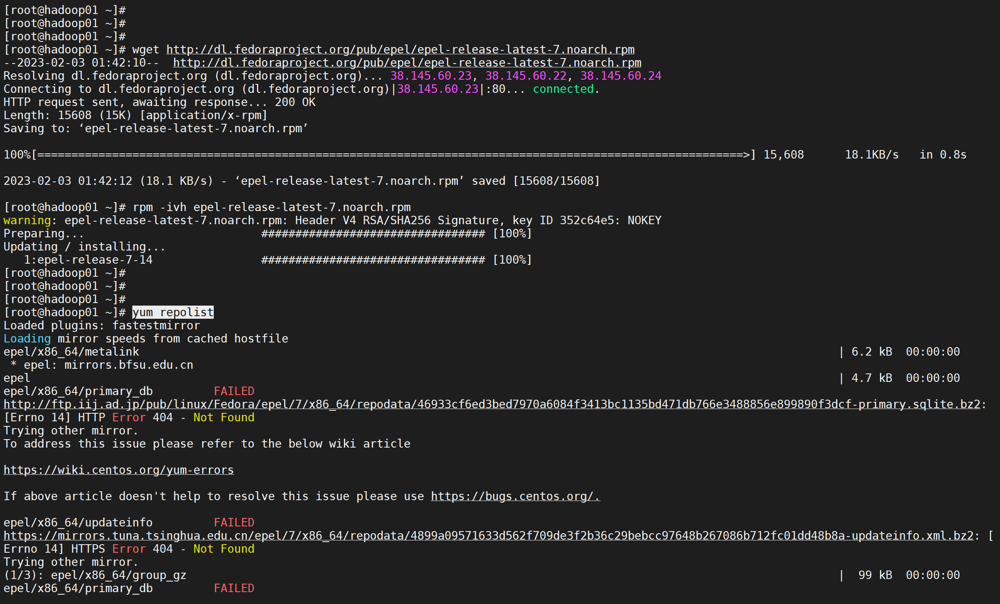 [root@hadoop01 ~]#
[root@hadoop01 ~]#
[root@hadoop01 ~]#
[root@hadoop01 ~]# wget http://dl.fedoraproject.org/pub/epel/epel-release-latest-7.noarch.rpm
--2023-02-03 01:42:10--  http://dl.fedoraproject.org/pub/epel/epel-release-latest-7.noarch.rpm
Resolving dl.fedoraproject.org (dl.fedoraproject.org)... 38.145.60.23, 38.145.60.22, 38.145.60.24
Connecting to dl.fedoraproject.org (dl.fedoraproject.org)|38.145.60.23|:80... connected.
HTTP request sent, awaiting response... 200 OK
Length: 15608 (15K) [application/x-rpm]
Saving to: ‘epel-release-latest-7.noarch.rpm’
100%[========================================================================================================>] 15,608      18.1KB/s   in 0.8s
2023-02-03 01:42:12 (18.1 KB/s) - ‘epel-release-latest-7.noarch.rpm’ saved [15608/15608]
[root@hadoop01 ~]# rpm -ivh epel-release-latest-7.noarch.rpm
warning: epel-release-latest-7.noarch.rpm: Header V4 RSA/SHA256 Signature, key ID 352c64e5: NOKEY
Preparing...                          ################################# [100%]
Updating / installing...
   1:epel-release-7-14                ################################# [100%]
[root@hadoop01 ~]#
[root@hadoop01 ~]#
[root@hadoop01 ~]#
[root@hadoop01 ~]# yum repolist
Loaded plugins: fastestmirror
Loading mirror speeds from cached hostfile
epel/x86_64/metalink                                                                                                       | 6.2 kB  00:00:00
 * epel: mirrors.bfsu.edu.cn
epel                                                                                                                       | 4.7 kB  00:00:00
epel/x86_64/primary_db         FAILED
http://ftp.iij.ad.jp/pub/linux/Fedora/epel/7/x86_64/repodata/46933cf6ed3bed7970a6084f3413bc1135bd471db766e3488856e899890f3dcf-primary.sqlite.bz2:
[Errno 14] HTTP Error 404 - Not Found
Trying other mirror.
To address this issue please refer to the below wiki article
https://wiki.centos.org/yum-errors
If above article doesn't help to resolve this issue please use https://bugs.centos.org/.
epel/x86_64/updateinfo         FAILED
https://mirrors.tuna.tsinghua.edu.cn/epel/7/x86_64/repodata/4899a09571633d562f709de3f2b36c29bebcc97648b267086b712fc01dd48b8a-updateinfo.xml.bz2: [
Errno 14] HTTPS Error 404 - Not Found
Trying other mirror.
(1/3): epel/x86_64/group_gz                                                                                                |  99 kB  00:00:00
epel/x86_64/primary_db         FAILED